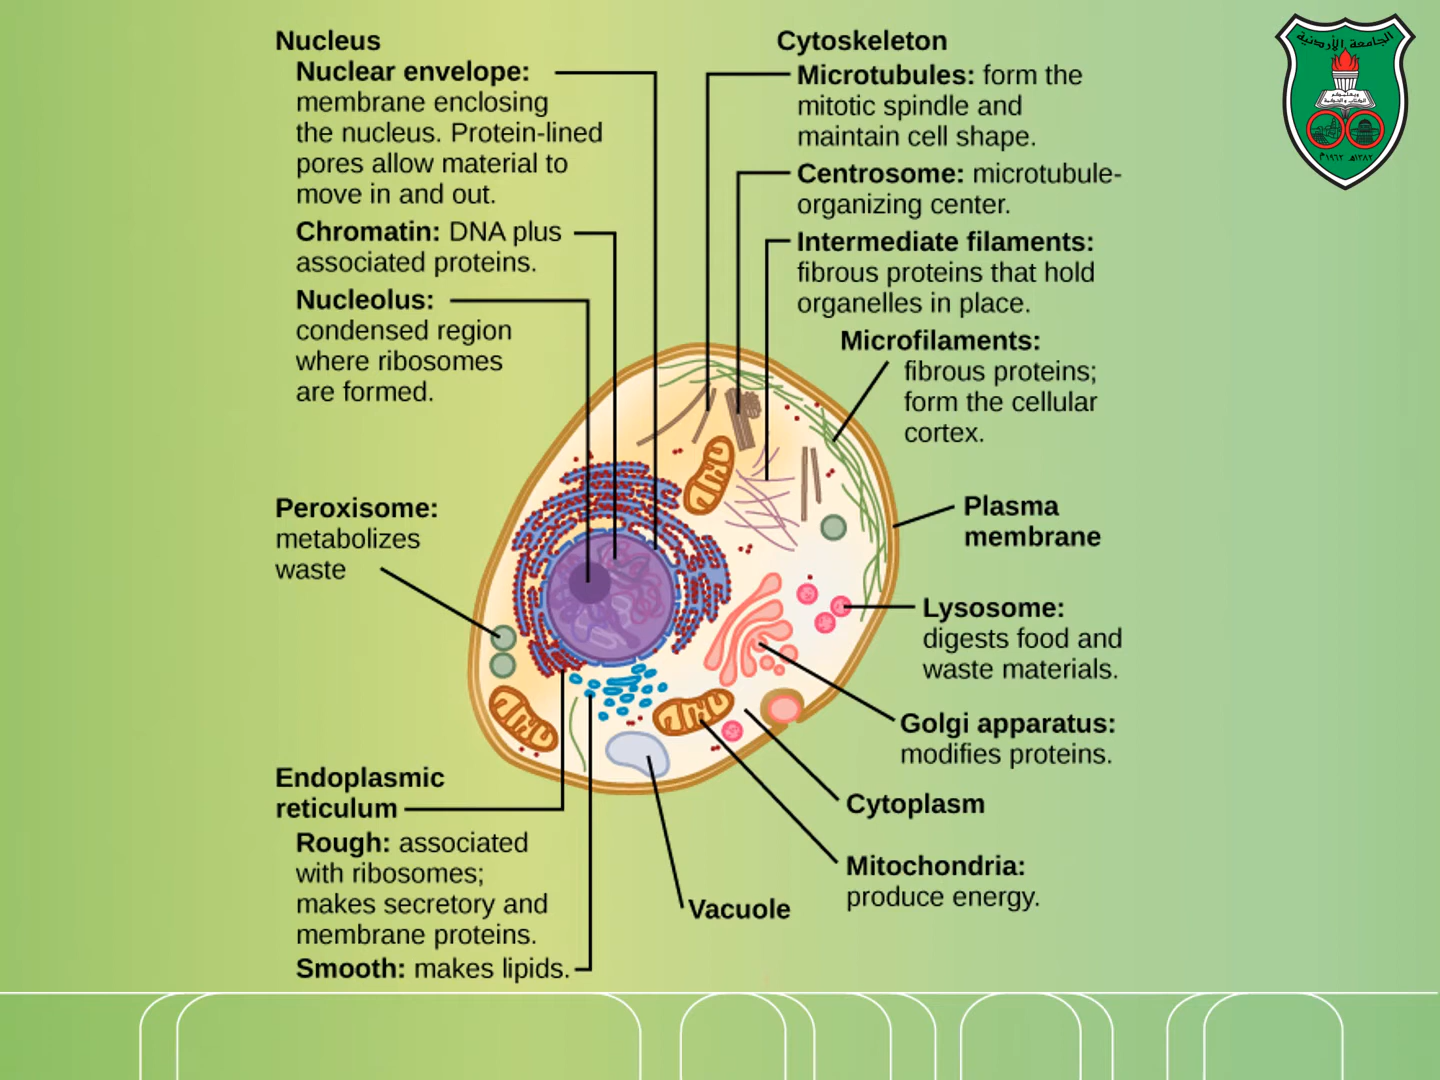 Nucleus
Nuclear envelope:
membrane enclosing
the nucleus. Protein-lined
pores allow material to
move in and out.
Chromatin: DNA plus
associated proteins.
Nucleolus:
condensed region
where ribosomes
are formed.
Peroxisome:
metabolizes
waste
Endoplasmic
reticulum
Rough: associated
with ribosomes;
makes secretory and
membrane proteins.
Smooth: makes lipids.
Cytoskeleton
Microtubules: form the
mitotic spindle and
maintain cell shape.
Centrosome: microtubule-
organizing center.
Intermediate filaments:
fibrous proteins that hold
organelles in place.
Microfilaments:
fibrous proteins;
form the cellular
cortex.
Plasma
membrane
Lysosome:
digests food and
waste materials.
Golgi apparatus:
modifies proteins.
Cytoplasm
Mitochondria:
produce energy.
Vacuole
الجامعة الأردنية
١٣٨٢هـ ١٩٦٢م